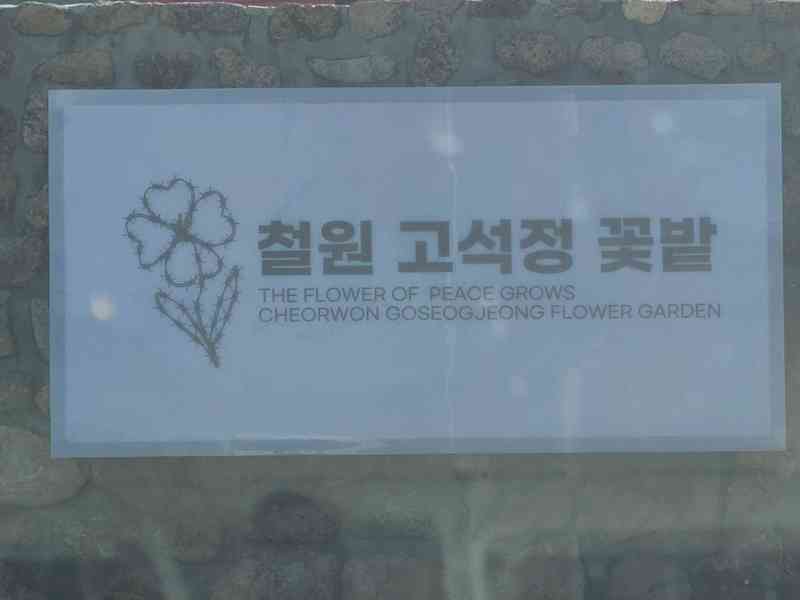 철원 고석정 꽃밭
THE FLOWER OF PEACE GROWS
CHEORWON GOSEOGJEONG FLOWER GARDEN